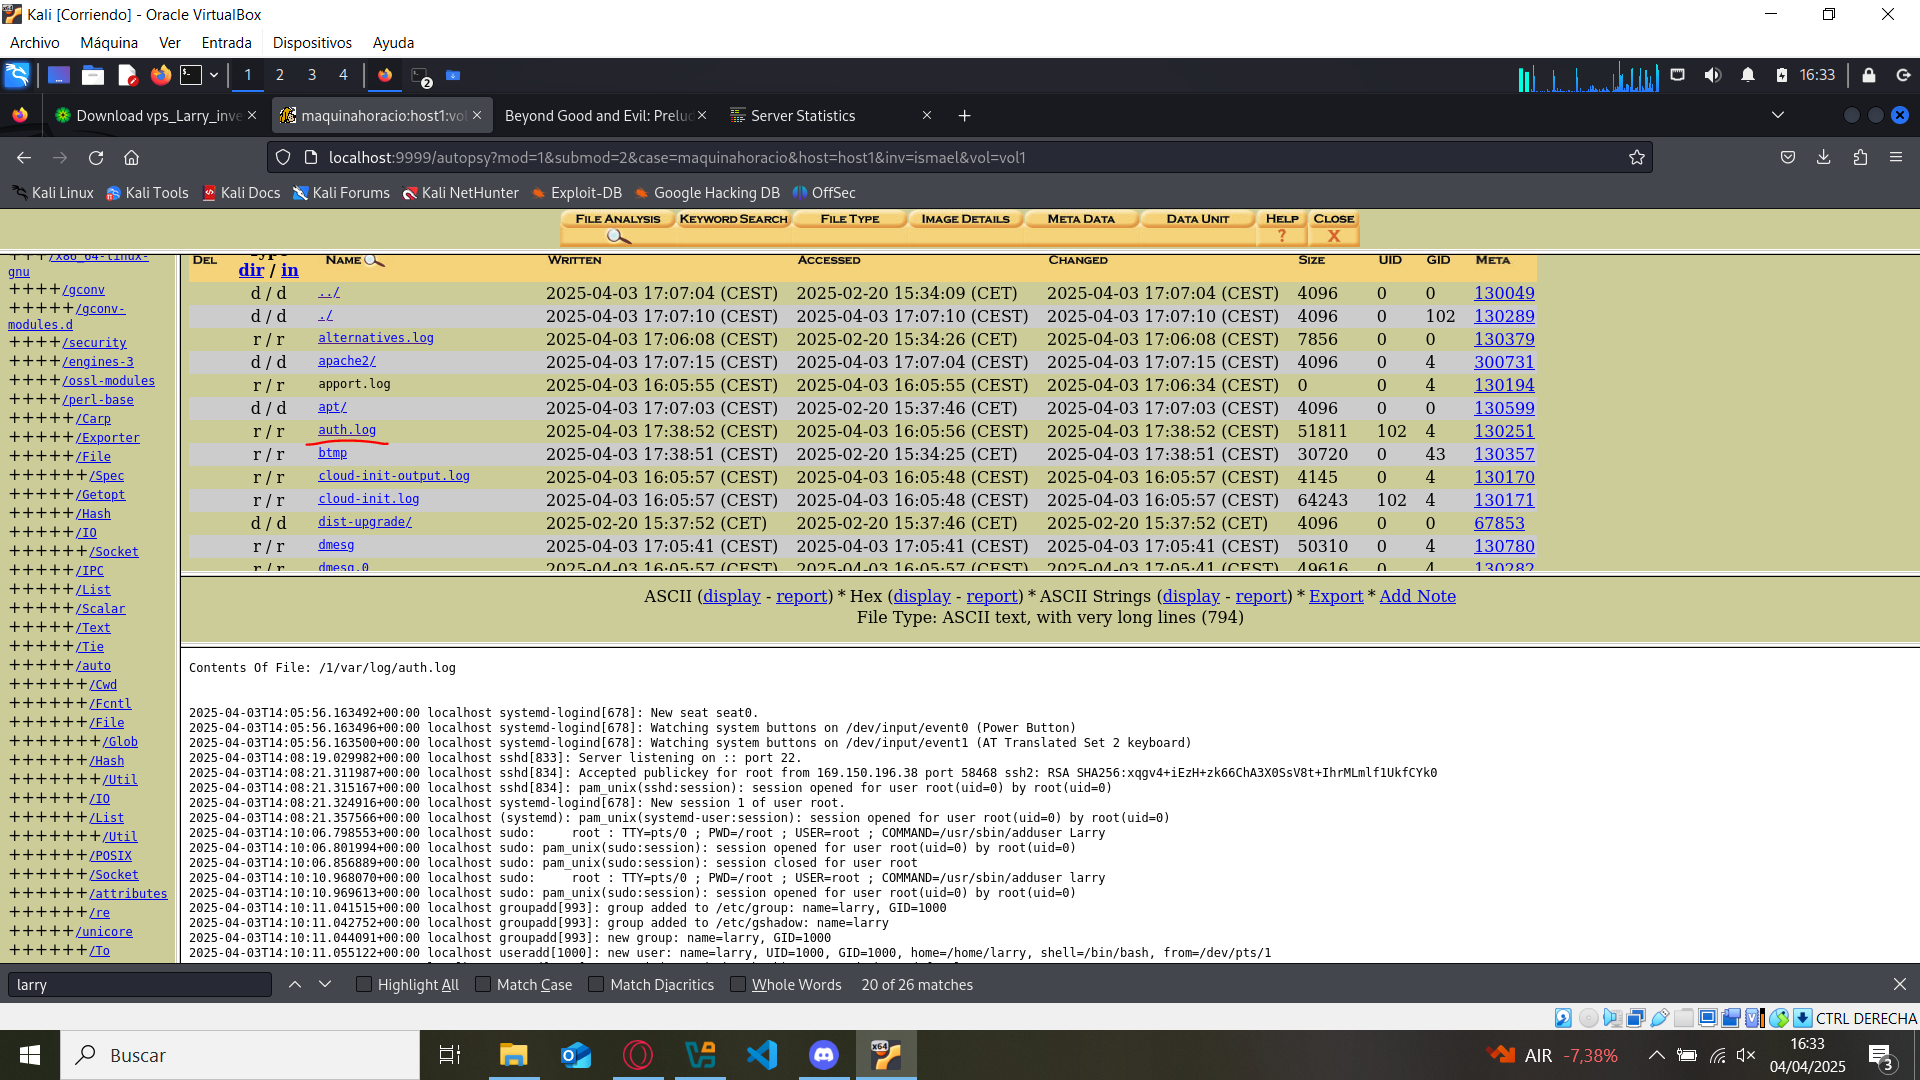 Kali [Corriendo] - Oracle VirtualBox
Archivo Máquina Ver Entrada Dispositivos Ayuda
1 2 3 4 2 16:33
Download vps_Larry_inve maquinahoracio:host1:vol Beyond Good and Evil: Prelud Server Statistics
localhost:9999/autopsy?mod=1&submod=2&case=maquinahoracio&host=host1&inv=ismael&vol=vol1
Kali Linux Kali Tools Kali Docs Kali Forums Kali NetHunter Exploit-DB Google Hacking DB OffSec
FILE ANALYSIS KEYWORD SEARCH FILE TYPE IMAGE DETAILS META DATA DATA UNIT HELP CLOSE
? X
++++/x86_64-linux-
gnu
++++/gconv
+++++/gconv-
modules.d
++++/security
++++/engines-3
++++/ossl-modules
++++/perl-base
+++++/Carp
+++++/Exporter
+++++/File
++++++/Spec
+++++/Getopt
+++++/Hash
+++++/IO
++++++/Socket
+++++/IPC
+++++/List
+++++/Scalar
+++++/Text
+++++/Tie
+++++/auto
++++++/Cwd
++++++/Fcntl
++++++/File
+++++++/Glob
++++++/Hash
+++++++/Util
++++++/IO
++++++/List
+++++++/Util
++++++/POSIX
++++++/Socket
++++++/attributes
++++++/re
+++++/unicore
++++++/To
DEL Type NAME WRITTEN ACCESSED CHANGED SIZE UID GID META
dir / in
d / d ../ 2025-04-03 17:07:04 (CEST) 2025-02-20 15:34:09 (CET) 2025-04-03 17:07:04 (CEST) 4096 0 0 130049
d / d ./ 2025-04-03 17:07:10 (CEST) 2025-04-03 17:07:10 (CEST) 2025-04-03 17:07:10 (CEST) 4096 0 102 130289
r / r alternatives.log 2025-04-03 17:06:08 (CEST) 2025-02-20 15:34:26 (CET) 2025-04-03 17:06:08 (CEST) 7856 0 0 130379
d / d apache2/ 2025-04-03 17:07:15 (CEST) 2025-04-03 17:07:04 (CEST) 2025-04-03 17:07:15 (CEST) 4096 0 4 300731
r / r apport.log 2025-04-03 16:05:55 (CEST) 2025-04-03 16:05:55 (CEST) 2025-04-03 17:06:34 (CEST) 0 0 4 130194
d / d apt/ 2025-04-03 17:07:03 (CEST) 2025-02-20 15:37:46 (CET) 2025-04-03 17:07:03 (CEST) 4096 0 0 130599
r / r auth.log 2025-04-03 17:38:52 (CEST) 2025-04-03 16:05:56 (CEST) 2025-04-03 17:38:52 (CEST) 51811 102 4 130251
r / r btmp 2025-04-03 17:38:51 (CEST) 2025-02-20 15:34:25 (CET) 2025-04-03 17:38:51 (CEST) 30720 0 43 130357
r / r cloud-init-output.log 2025-04-03 16:05:57 (CEST) 2025-04-03 16:05:48 (CEST) 2025-04-03 16:05:57 (CEST) 4145 0 4 130170
r / r cloud-init.log 2025-04-03 16:05:57 (CEST) 2025-04-03 16:05:48 (CEST) 2025-04-03 16:05:57 (CEST) 64243 102 4 130171
d / d dist-upgrade/ 2025-02-20 15:37:52 (CET) 2025-02-20 15:37:46 (CET) 2025-02-20 15:37:52 (CET) 4096 0 0 67853
r / r dmesg 2025-04-03 17:05:41 (CEST) 2025-04-03 17:05:41 (CEST) 2025-04-03 17:05:41 (CEST) 50310 0 4 130780
r / r dmesg.0 2025-04-03 17:05:41 (CEST) 2025-04-03 16:05:57 (CEST) 2025-04-03 17:05:41 (CEST) 49616 0 4 130282
ASCII (display - report) * Hex (display - report) * ASCII Strings (display - report) * Export * Add Note
File Type: ASCII text, with very long lines (794)
Contents Of File: /1/var/log/auth.log
2025-04-03T14:05:56.163492+00:00 localhost systemd-logind[678]: New seat seat0.
2025-04-03T14:05:56.163496+00:00 localhost systemd-logind[678]: Watching system buttons on /dev/input/event0 (Power Button)
2025-04-03T14:05:56.163500+00:00 localhost systemd-logind[678]: Watching system buttons on /dev/input/event1 (AT Translated Set 2 keyboard)
2025-04-03T14:08:19.029982+00:00 localhost sshd[833]: Server listening on :: port 22.
2025-04-03T14:08:21.311987+00:00 localhost sshd[834]: Accepted publickey for root from 169.150.196.38 port 58468 ssh2: RSA SHA256:xqgv4+iEzH+zk66ChA3X0SsV8t+IhrMLmlf1UkfCYk0
2025-04-03T14:08:21.315167+00:00 localhost sshd[834]: pam_unix(sshd:session): session opened for user root(uid=0) by root(uid=0)
2025-04-03T14:08:21.324916+00:00 localhost systemd-logind[678]: New session 1 of user root.
2025-04-03T14:08:21.357566+00:00 localhost (systemd): pam_unix(systemd-user:session): session opened for user root(uid=0) by root(uid=0)
2025-04-03T14:10:06.798553+00:00 localhost sudo:     root : TTY=pts/0 ; PWD=/root ; USER=root ; COMMAND=/usr/sbin/adduser Larry
2025-04-03T14:10:06.801994+00:00 localhost sudo: pam_unix(sudo:session): session opened for user root(uid=0) by root(uid=0)
2025-04-03T14:10:06.856889+00:00 localhost sudo: pam_unix(sudo:session): session closed for user root
2025-04-03T14:10:10.968070+00:00 localhost sudo:     root : TTY=pts/0 ; PWD=/root ; USER=root ; COMMAND=/usr/sbin/adduser larry
2025-04-03T14:10:10.969613+00:00 localhost sudo: pam_unix(sudo:session): session opened for user root(uid=0) by root(uid=0)
2025-04-03T14:10:11.041515+00:00 localhost groupadd[993]: group added to /etc/group: name=larry, GID=1000
2025-04-03T14:10:11.042752+00:00 localhost groupadd[993]: group added to /etc/gshadow: name=larry
2025-04-03T14:10:11.044091+00:00 localhost groupadd[993]: new group: name=larry, GID=1000
2025-04-03T14:10:11.055122+00:00 localhost useradd[1000]: new user: name=larry, UID=1000, GID=1000, home=/home/larry, shell=/bin/bash, from=/dev/pts/1
larry Highlight All Match Case Match Diacritics Whole Words 20 of 26 matches
CTRL DERECHA
Buscar
AIR -7,38%
16:33
04/04/2025
3